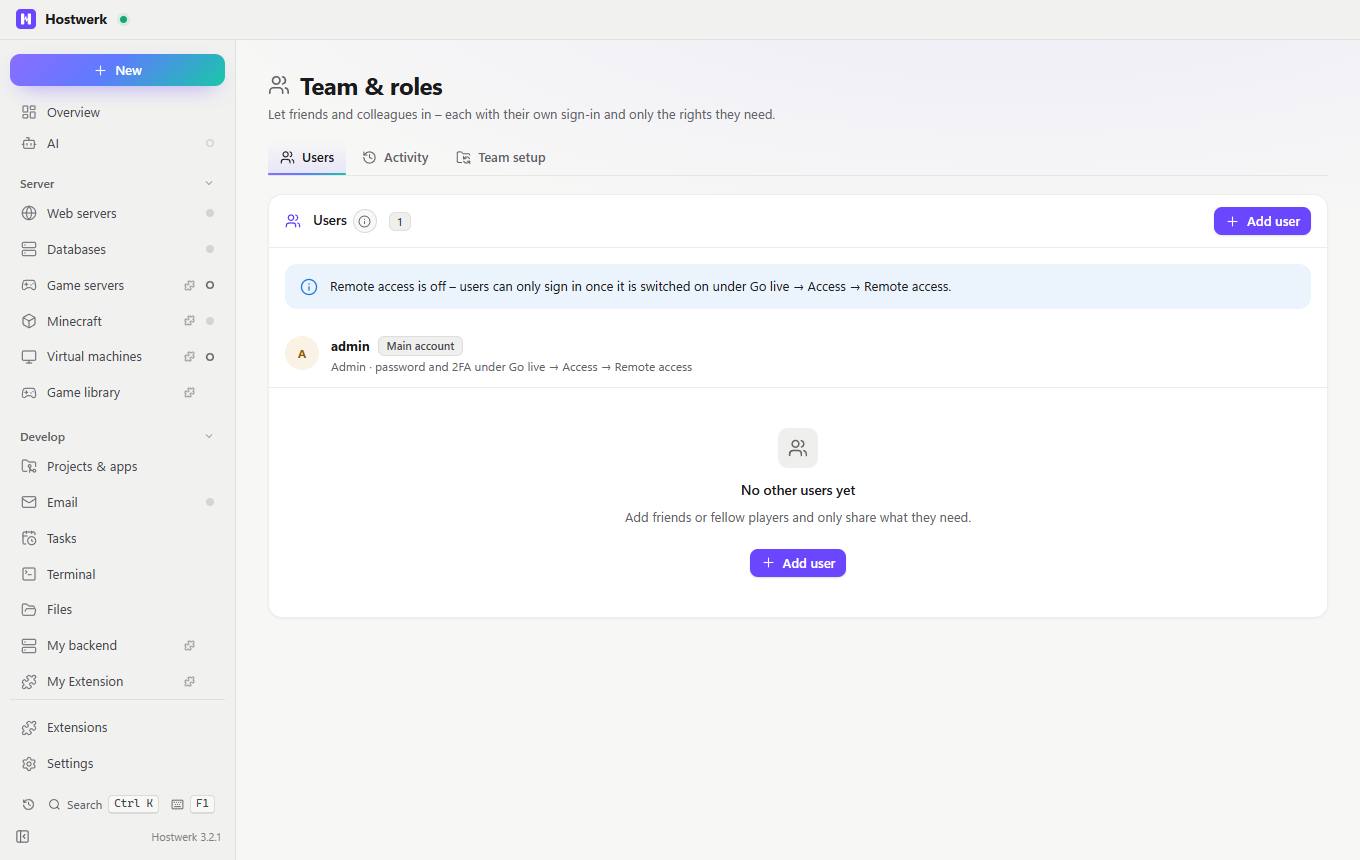 Hostwerk
New
Overview
AI
Server
Web servers
Databases
Game servers
Minecraft
Virtual machines
Game library
Develop
Projects & apps
Email
Tasks
Terminal
Files
My backend
My Extension
Extensions
Settings
Search Ctrl K F1
Hostwerk 3.2.1
Team & roles
Let friends and colleagues in – each with their own sign-in and only the rights they need.
Users Activity Team setup
Users 1 Add user
Remote access is off – users can only sign in once it is switched on under Go live → Access → Remote access.
A admin Main account
Admin · password and 2FA under Go live → Access → Remote access
No other users yet
Add friends or fellow players and only share what they need.
Add user